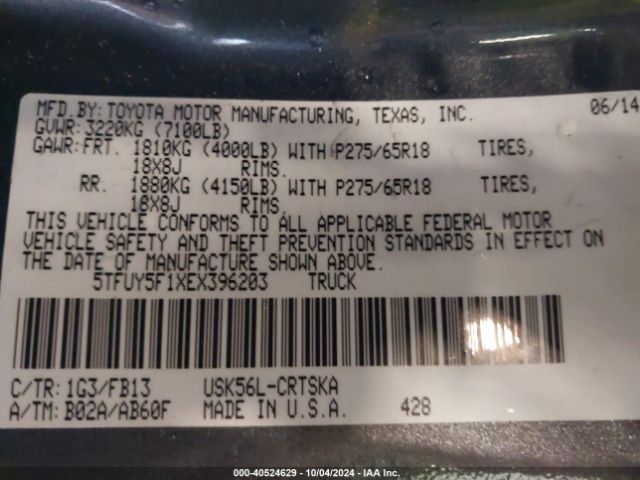 MFD. BY: TOYOTA MOTOR MANUFACTURING, TEXAS, INC. 06/14
GVWR: 3220KG (7100LB)
GAWR: FRT. 1810KG (4000LB) WITH P275/65R18 TIRES,
18X8J RIMS.
RR. 1880KG (4150LB) WITH P275/65R18 TIRES,
18X8J RIMS.
THIS VEHICLE CONFORMS TO ALL APPLICABLE FEDERAL MOTOR
VEHICLE SAFETY AND THEFT PREVENTION STANDARDS IN EFFECT ON
THE DATE OF MANUFACTURE SHOWN ABOVE.
5TFUY5F1XEX396203 TRUCK
C/TR: 1G3/FB13 USK56L-CRTSKA
A/TM: B02A/AB60F MADE IN U.S.A. 428
000-40524629 - 10/04/2024 - IAA Inc.